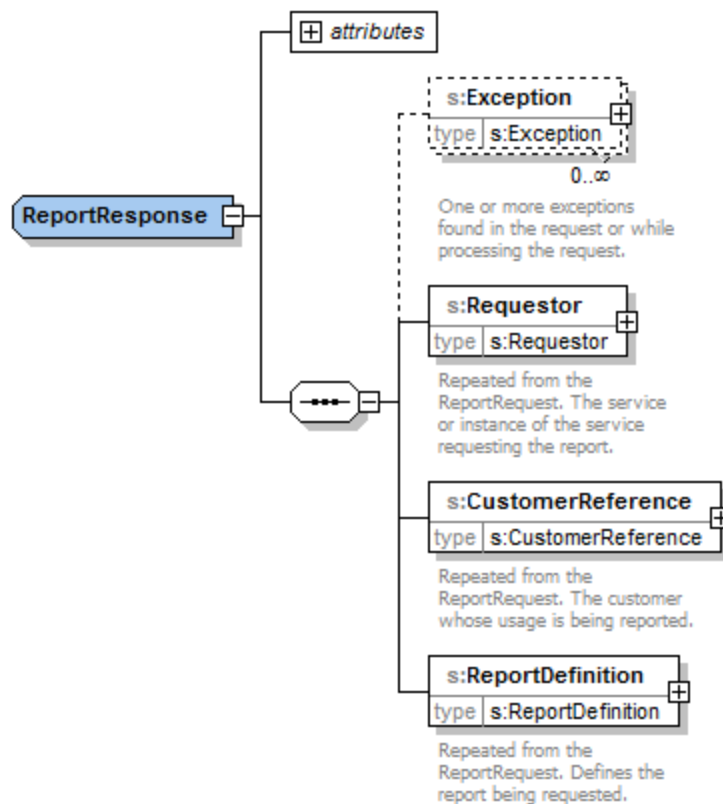 attributes
s:Exception
type s:Exception
0..∞
One or more exceptions
found in the request or while
processing the request.
ReportResponse
s:Requestor
type s:Requestor
Repeated from the
ReportRequest. The service
or instance of the service
requesting the report.
s:CustomerReference
type s:CustomerReference
Repeated from the
ReportRequest. The customer
whose usage is being reported.
s:ReportDefinition
type s:ReportDefinition
Repeated from the
ReportRequest. Defines the
report being requested.